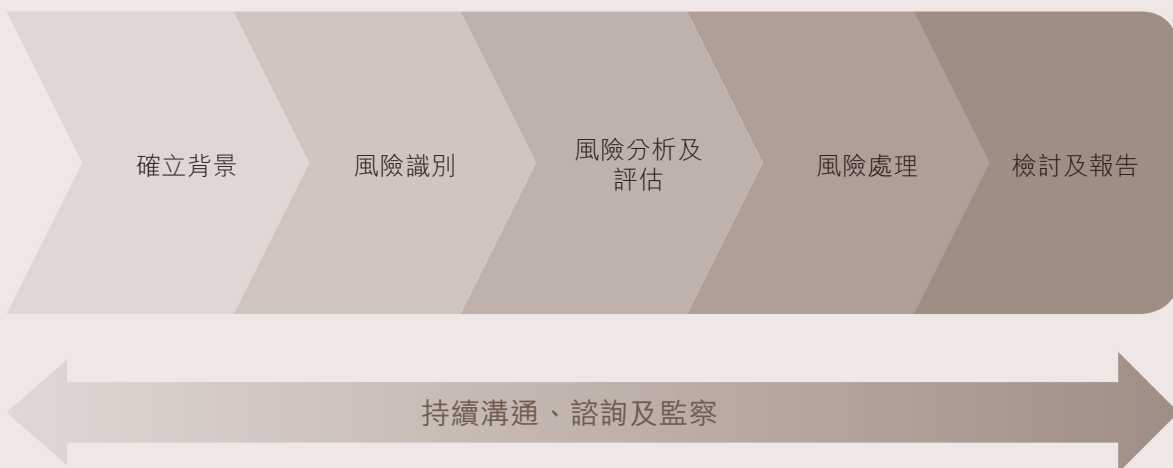 確立背景
風險識別
風險分析及
評估
風險處理
檢討及報告
持續溝通、諮詢及監察